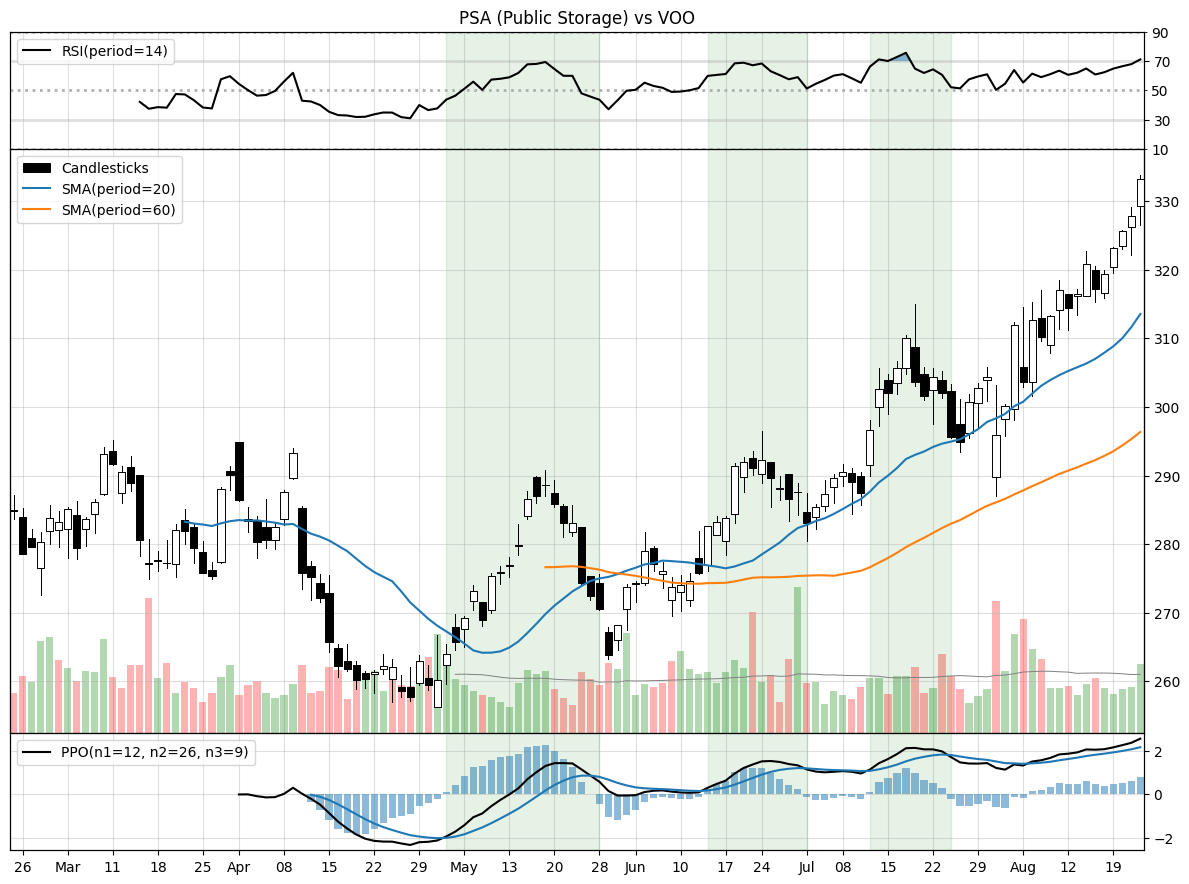 PSA (Public Storage) vs VOO
RSI(period=14)
90
70
50
30
10
Candlesticks
SMA(period=20)
SMA(period=60)
330
320
310
300
290
280
270
260
PPO(n1=12, n2=26, n3=9)
2
0
−2
26 Mar 11 18 25 Apr 08 15 22 29 May 13 20 28 Jun 10 17 24 Jul 08 15 22 29 Aug 12 19